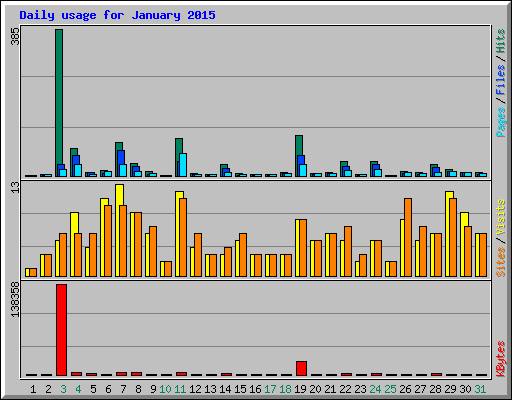 Daily usage for January 2015
385
Pages / Files / Hits
13
Sites / Visits
138358
KBytes
1 2 3 4 5 6 7 8 9 10 11 12 13 14 15 16 17 18 19 20 21 22 23 24 25 26 27 28 29 30 31